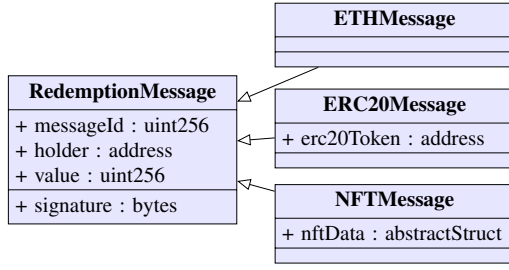 ETHMessage
RedemptionMessage
+ messageId : uint256
+ holder : address
+ value : uint256
+ signature : bytes
ERC20Message
+ erc20Token : address
NFTMessage
+ nftData : abstractStruct